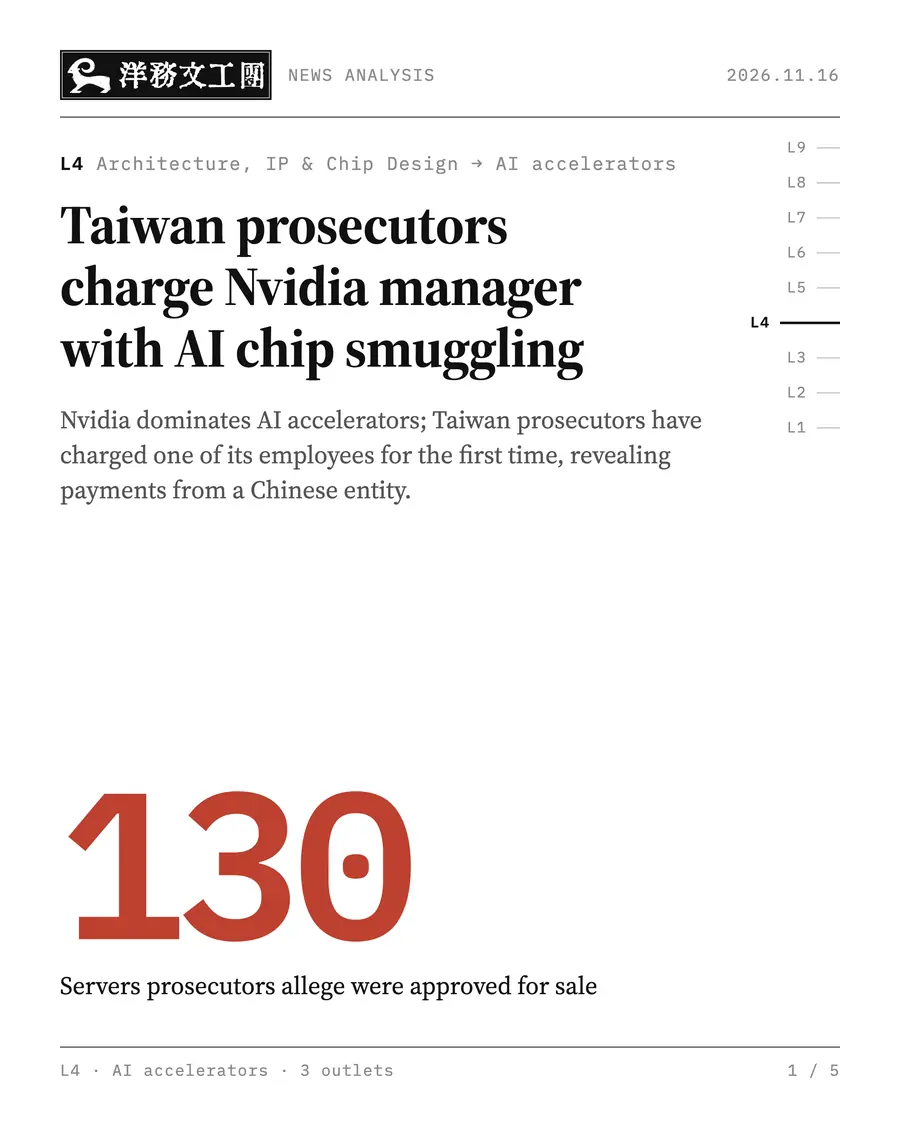 洋務文工團 NEWS ANALYSIS 2026.11.16
L4 Architecture, IP & Chip Design → AI accelerators
Taiwan prosecutors
charge Nvidia manager
with AI chip smuggling
Nvidia dominates AI accelerators; Taiwan prosecutors have
charged one of its employees for the first time, revealing
payments from a Chinese entity.
L9
L8
L7
L6
L5
L4
L3
L2
L1
130
Servers prosecutors allege were approved for sale
L4 · AI accelerators · 3 outlets 1 / 5